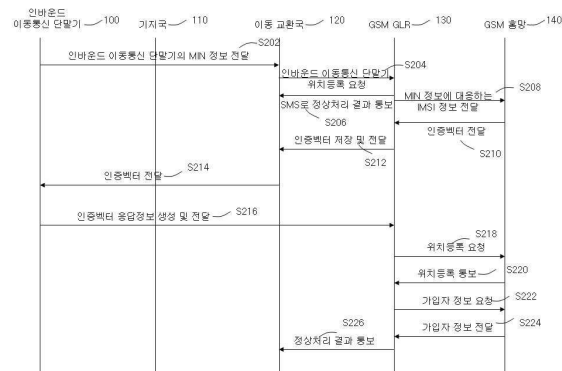 인바운드
이동통신 단말기 100
기지국 110
이동 교환국 120
GSM GLR 130
GSM 홈망 140
S202
인바운드 이동통신 단말기의 MIN 정보 전달
S204
인바운드 이동통신 단말기
위치등록 요청
S208
MIN 정보에 대응하는
IMSI 정보 전달
SMS로 정상처리 결과 통보
S206
인증벡터 전달
S210
인증벡터 저장 및 전달
S212
S214
인증벡터 전달
S216
인증벡터 응답정보 생성 및 전달
S218
위치등록 요청
S220
위치등록 통보
S222
가입자 정보 요청
S224
가입자 정보 전달
S226
정상처리 결과 통보